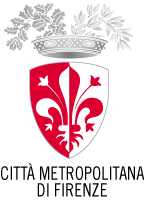 CITTÀ METROPOLITANA
DI FIRENZE